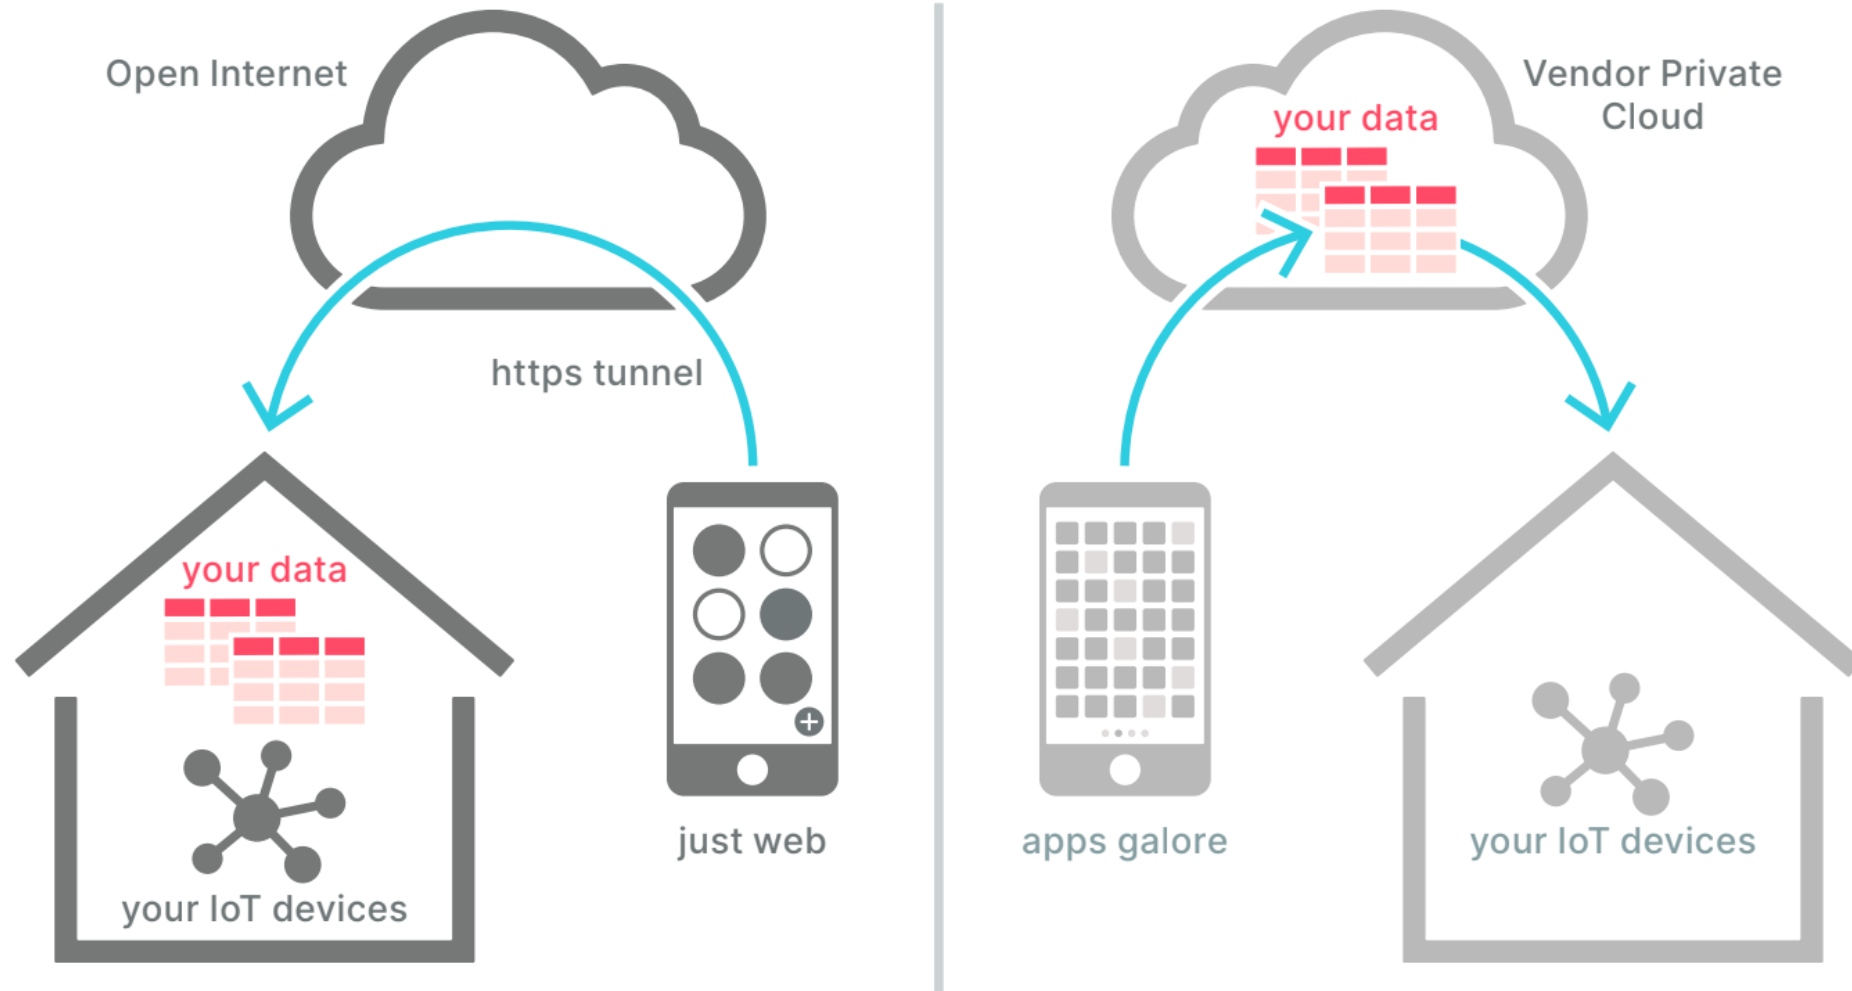 Open Internet
https tunnel
your data
your IoT devices
just web
Vendor Private
Cloud
your data
apps galore
your IoT devices